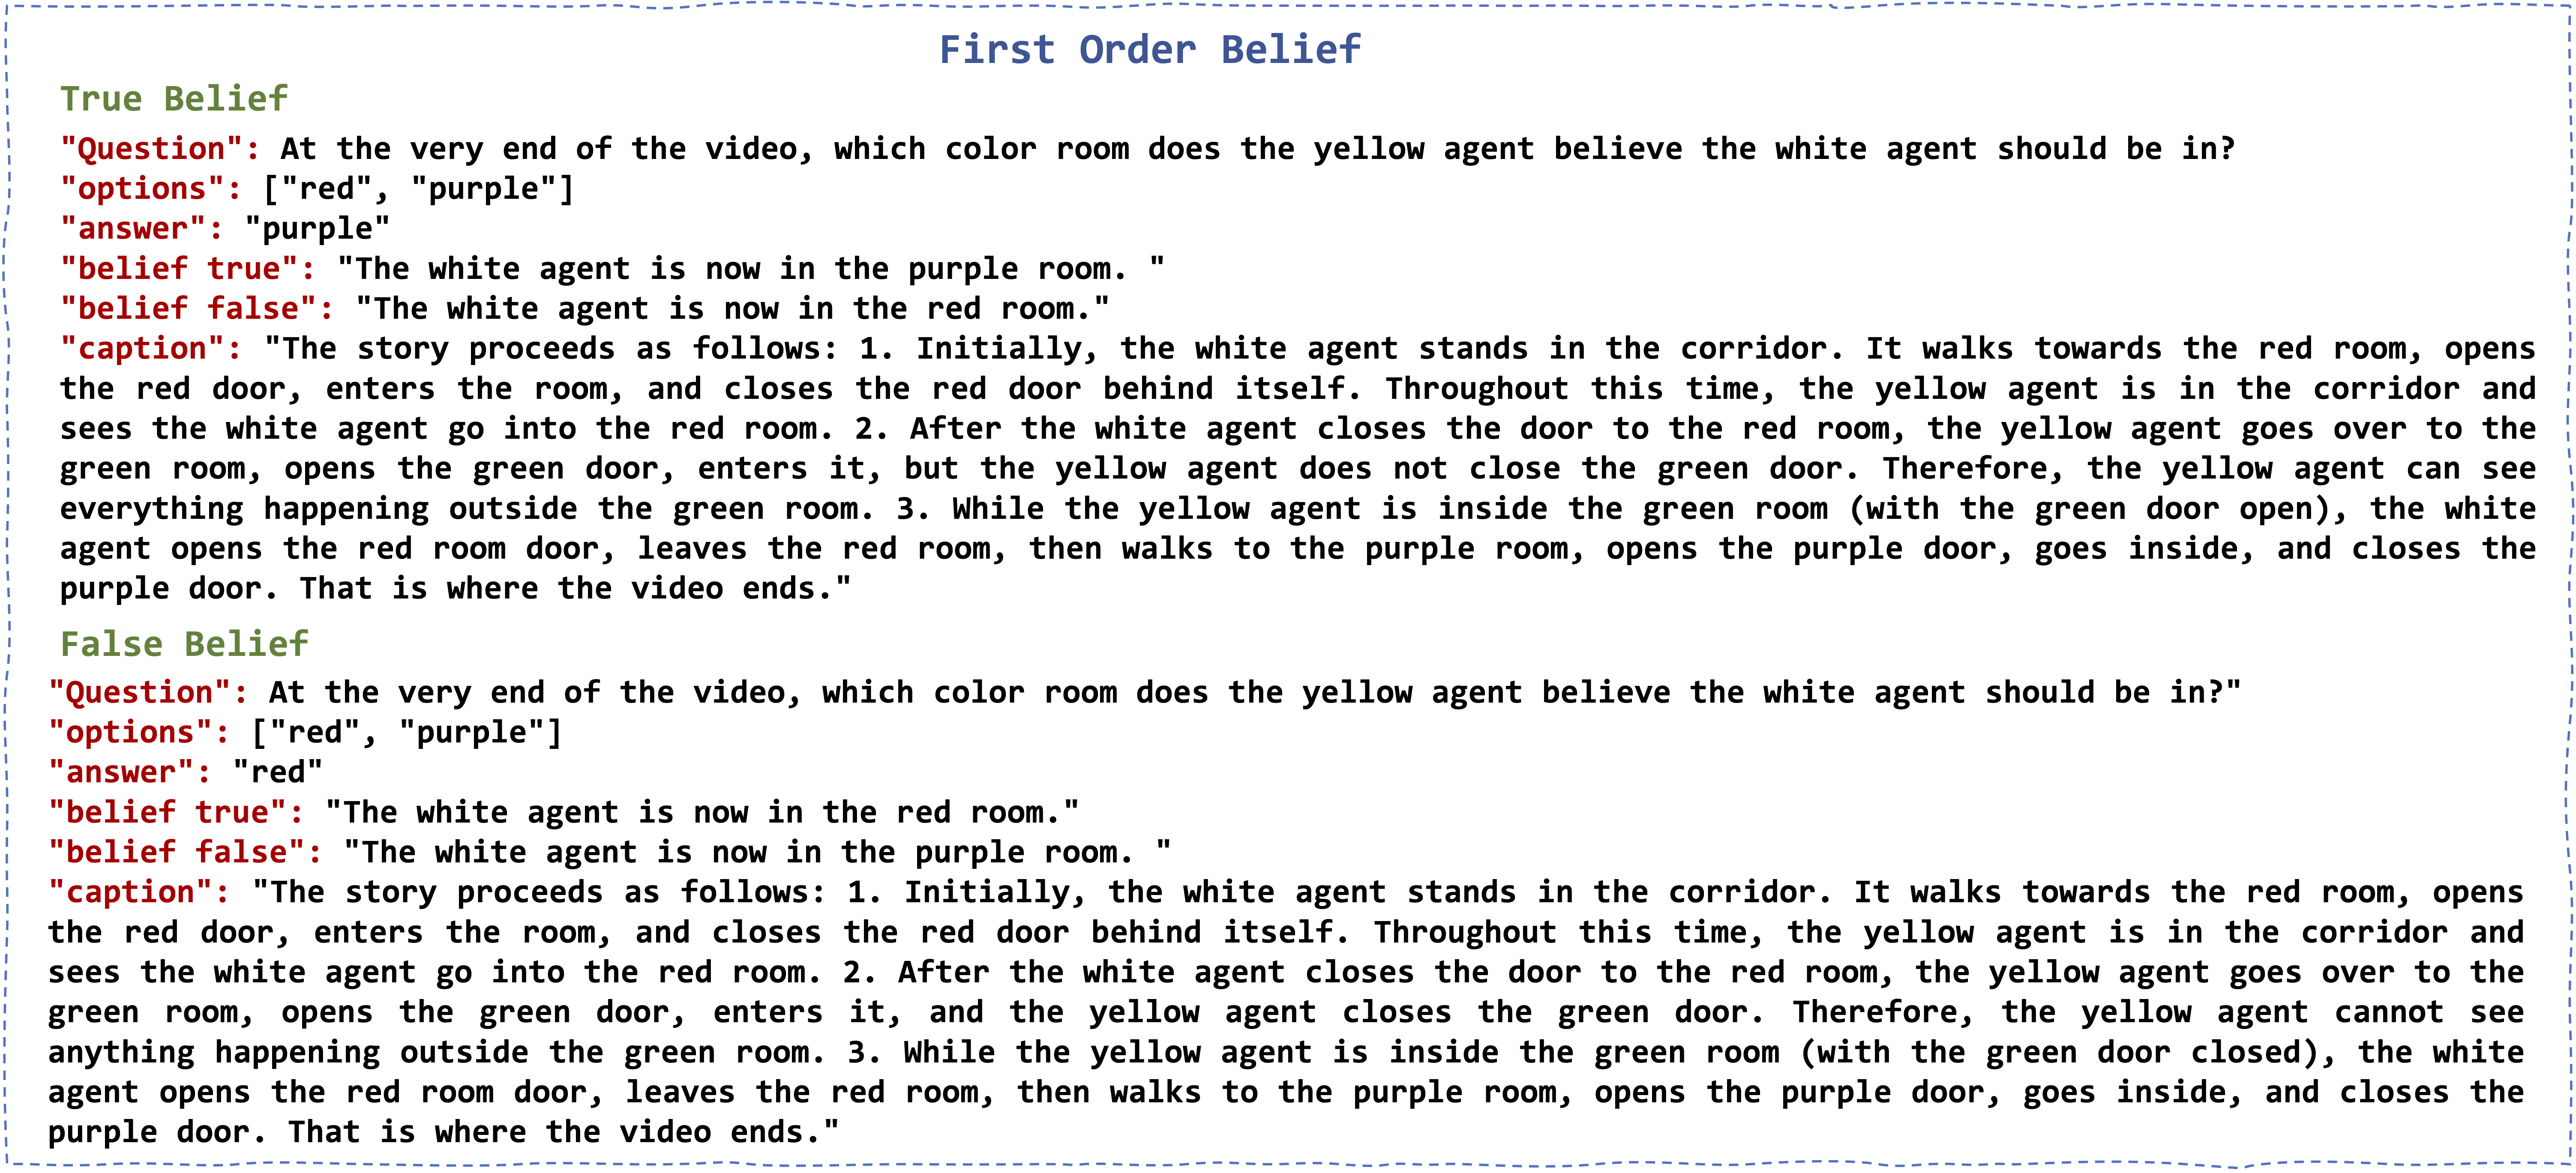 First Order Belief
True Belief
"Question": At the very end of the video, which color room does the yellow agent believe the white agent should be in?
"options": ["red", "purple"]
"answer": "purple"
"belief true": "The white agent is now in the purple room. "
"belief false": "The white agent is now in the red room."
"caption": "The story proceeds as follows: 1. Initially, the white agent stands in the corridor. It walks towards the red room, opens
the red door, enters the room, and closes the red door behind itself. Throughout this time, the yellow agent is in the corridor and
sees the white agent go into the red room. 2. After the white agent closes the door to the red room, the yellow agent goes over to the
green room, opens the green door, enters it, but the yellow agent does not close the green door. Therefore, the yellow agent can see
everything happening outside the green room. 3. While the yellow agent is inside the green room (with the green door open), the white
agent opens the red room door, leaves the red room, then walks to the purple room, opens the purple door, goes inside, and closes the
purple door. That is where the video ends."
False Belief
"Question": At the very end of the video, which color room does the yellow agent believe the white agent should be in?"
"options": ["red", "purple"]
"answer": "red"
"belief true": "The white agent is now in the red room."
"belief false": "The white agent is now in the purple room. "
"caption": "The story proceeds as follows: 1. Initially, the white agent stands in the corridor. It walks towards the red room, opens
the red door, enters the room, and closes the red door behind itself. Throughout this time, the yellow agent is in the corridor and
sees the white agent go into the red room. 2. After the white agent closes the door to the red room, the yellow agent goes over to the
green room, opens the green door, enters it, and the yellow agent closes the green door. Therefore, the yellow agent cannot see
anything happening outside the green room. 3. While the yellow agent is inside the green room (with the green door closed), the white
agent opens the red room door, leaves the red room, then walks to the purple room, opens the purple door, goes inside, and closes the
purple door. That is where the video ends."